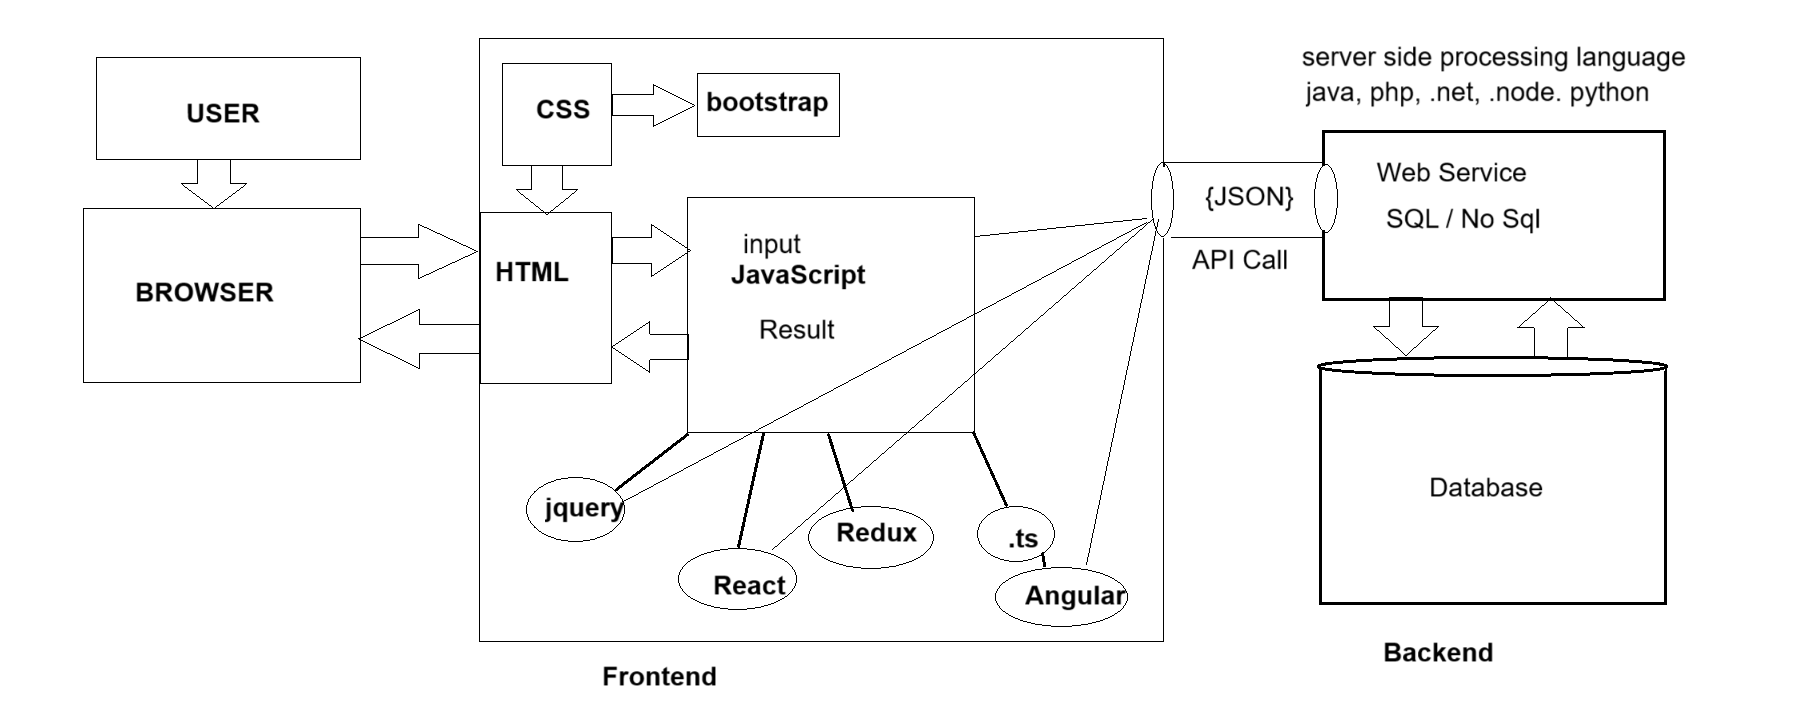 USER
BROWSER
CSS
bootstrap
HTML
input
JavaScript
Result
jquery
React
Redux
.ts
Angular
Frontend
{JSON}
API Call
server side processing language
java, php, .net, .node. python
Web Service
SQL / No Sql
Database
Backend